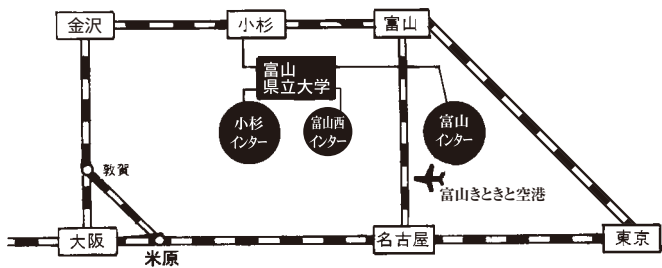 金沢
小杉
富山
富山
県立大学
小杉
インター
富山西
インター
富山
インター
敦賀
富山きときと空港
大阪
米原
名古屋
東京